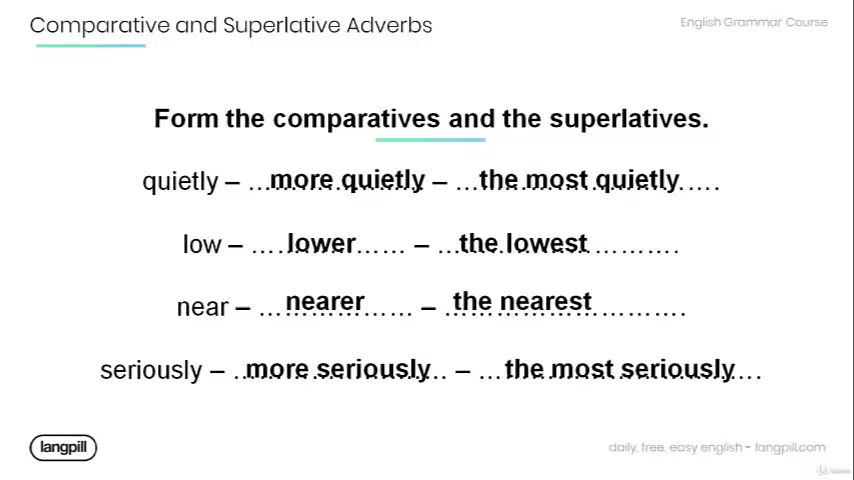 Comparative and Superlative Adverbs
English Grammar Course
Form the comparatives and the superlatives.
quietly – ...more quietly – ...the most quietly.....
low – ....lower...... – ...the lowest..........
near – ...nearer...... – .the nearest..........
seriously – ..more seriously.. – ...the most seriously....
langpill
daily, free, easy english - langpill.com